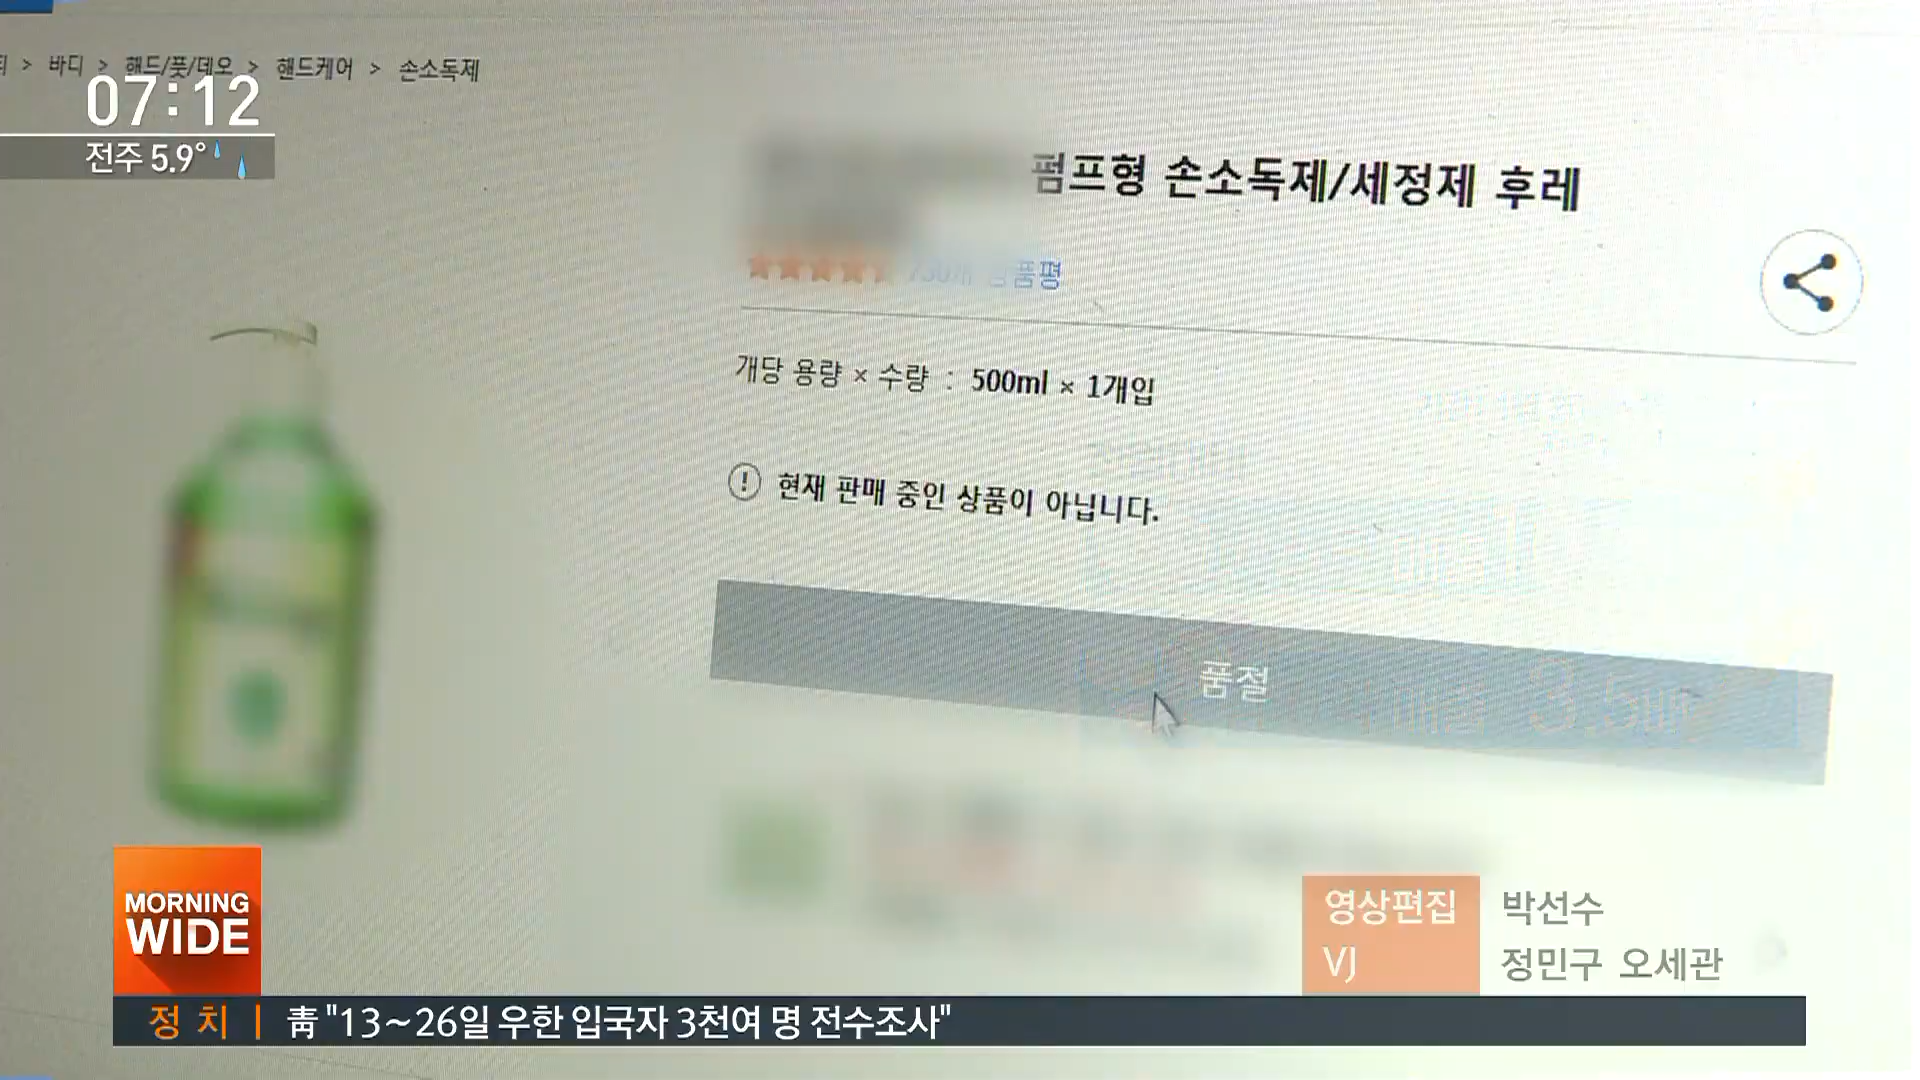 > 바디 > 핸드/풋/데오 > 핸드케어 > 손소독제
07:12
전주 5.9°
펌프형 손소독제/세정제 후레
개당 용량 × 수량 : 500ml × 1개입
! 현재 판매 중인 상품이 아닙니다.
품절
3.5배
MORNING
WIDE
영상편집 박선수
VJ 정민구 오세관
정치 | 靑 "13~26일 우한 입국자 3천여 명 전수조사"